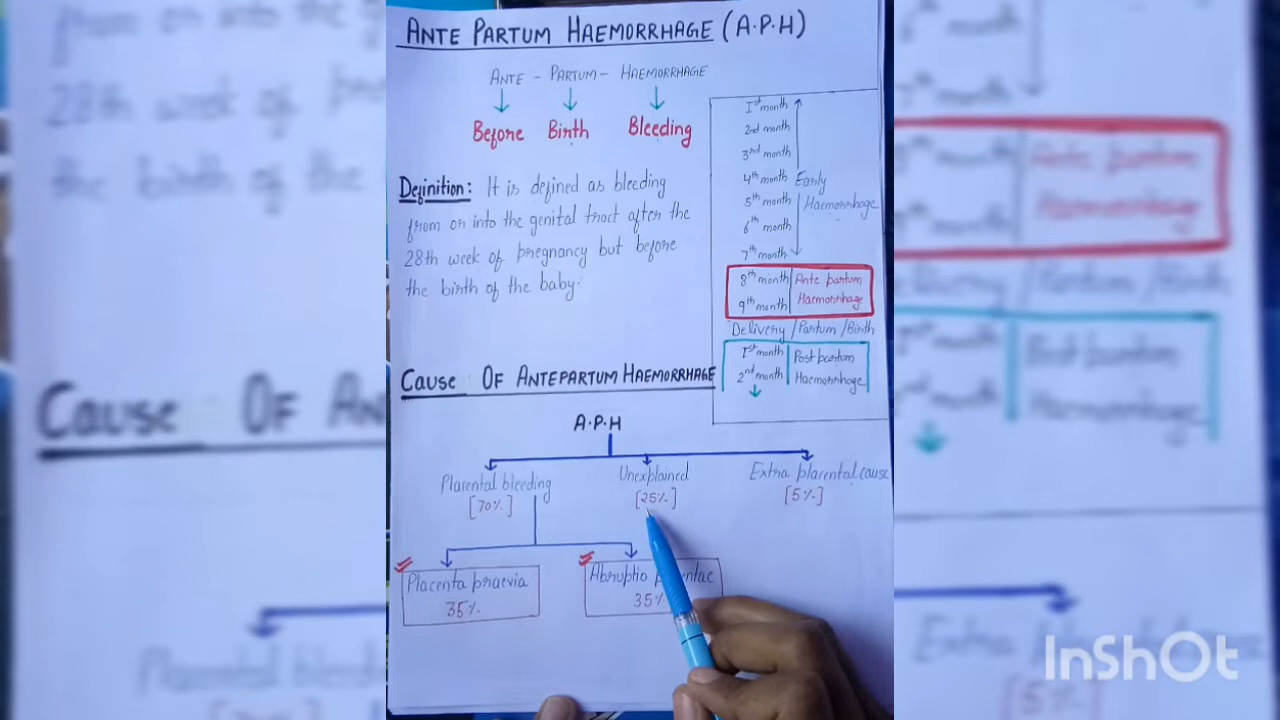 ANTE PARTUM HAEMORRHAGE (A.P.H)
ANTE - PARTUM - HAEMORRHAGE
Before Birth Bleeding
Definition: It is defined as bleeding
from or into the genital tract after the
28th week of pregnancy but before
the birth of the baby.
1st month
2nd month
3rd month
4th month Early
5th month Haemorrhage
6th month
7th month
8th month Ante partum
9th month Haemorrhage
Delivery / Partum / Birth
1st month Post partum
2nd month Haemorrhage
CAUSE OF ANTEPARTUM HAEMORRHAGE
A.P.H
Placental bleeding Unexplained Extra placental cause
[70%] [25%] [5%]
Placenta praevia Abruptio
35% 35%
InShOt